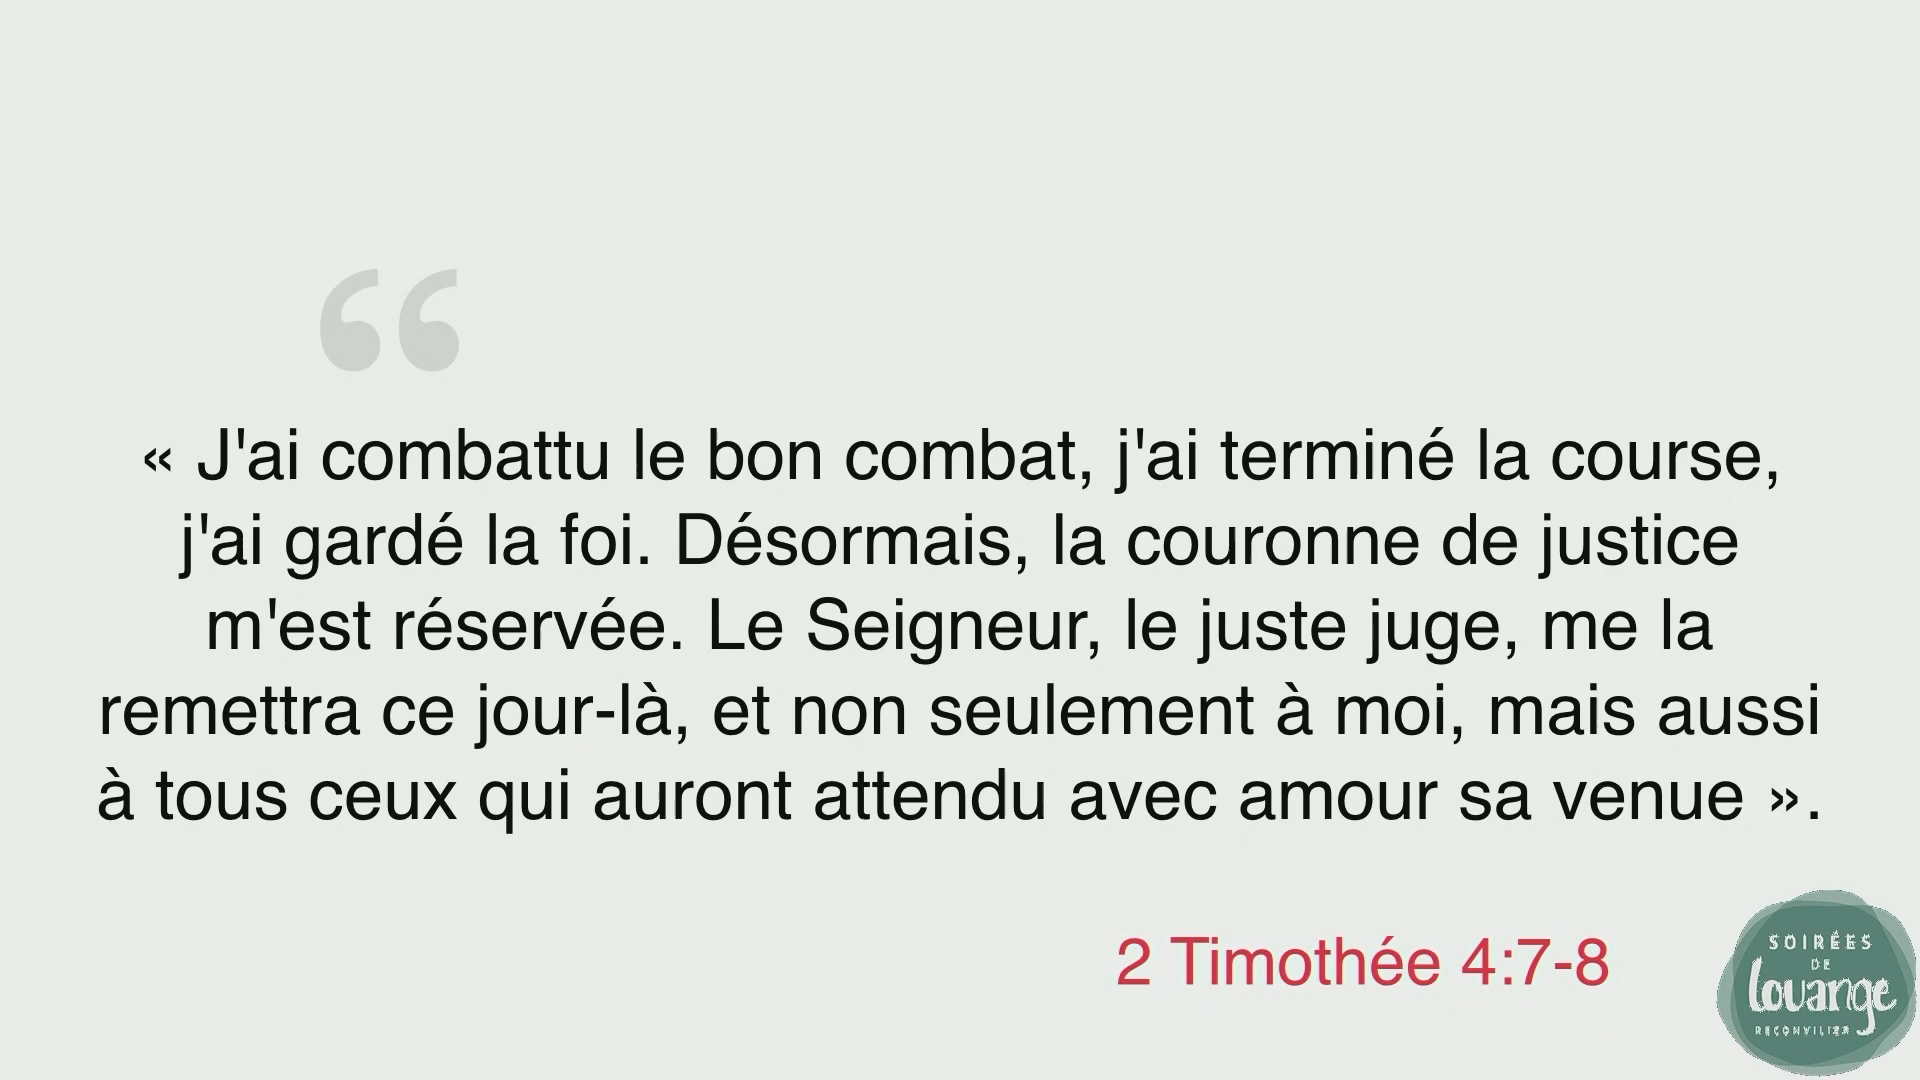 “
« J'ai combattu le bon combat, j'ai terminé la course,
j'ai gardé la foi. Désormais, la couronne de justice
m'est réservée. Le Seigneur, le juste juge, me la
remettra ce jour-là, et non seulement à moi, mais aussi
à tous ceux qui auront attendu avec amour sa venue ».
2 Timothée 4:7-8
SOIRÉES
DE
louange
RECONVILIER